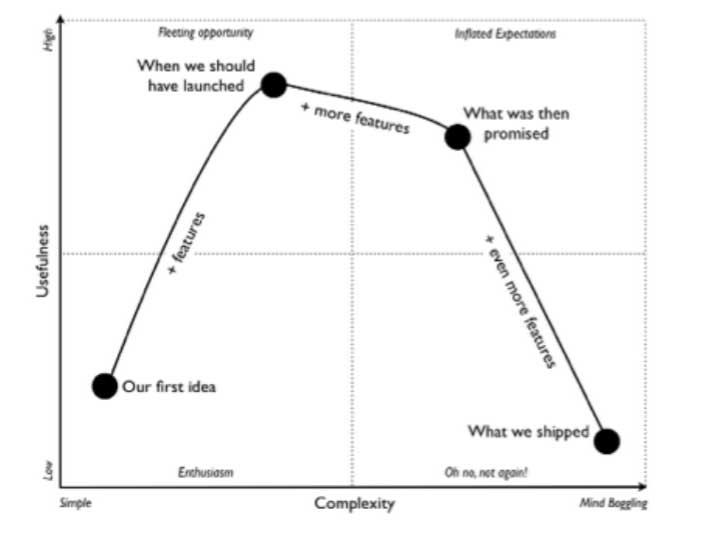 High
Fleeting opportunity
Inflated Expectations
When we should
have launched
+ more features
What was then
promised
+ features
Usefulness
+ even more features
Our first idea
What we shipped
Low
Enthusiasm
Oh no, not again!
Simple
Complexity
Mind Boggling